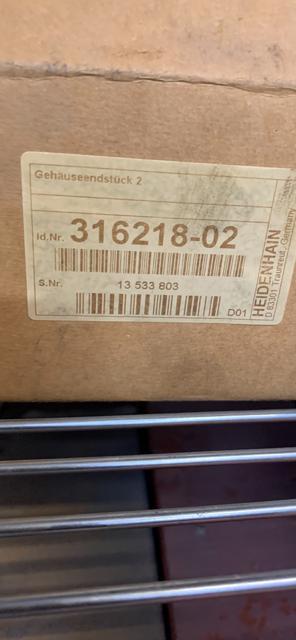 Gehäuseendstück 2
Id.Nr. 316218-02
S.Nr. 13 533 803
D01
HEIDENHAIN
D 83301 Traunreut, Germany